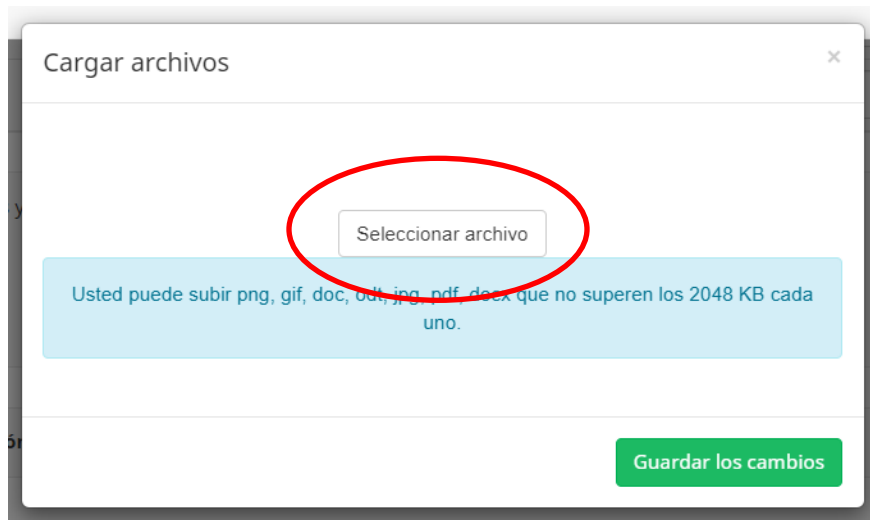 Cargar archivos
×
y
Seleccionar archivo
Usted puede subir png, gif, doc, odt, jpg, pdf, docx que no superen los 2048 KB cada
uno.
ón
Guardar los cambios